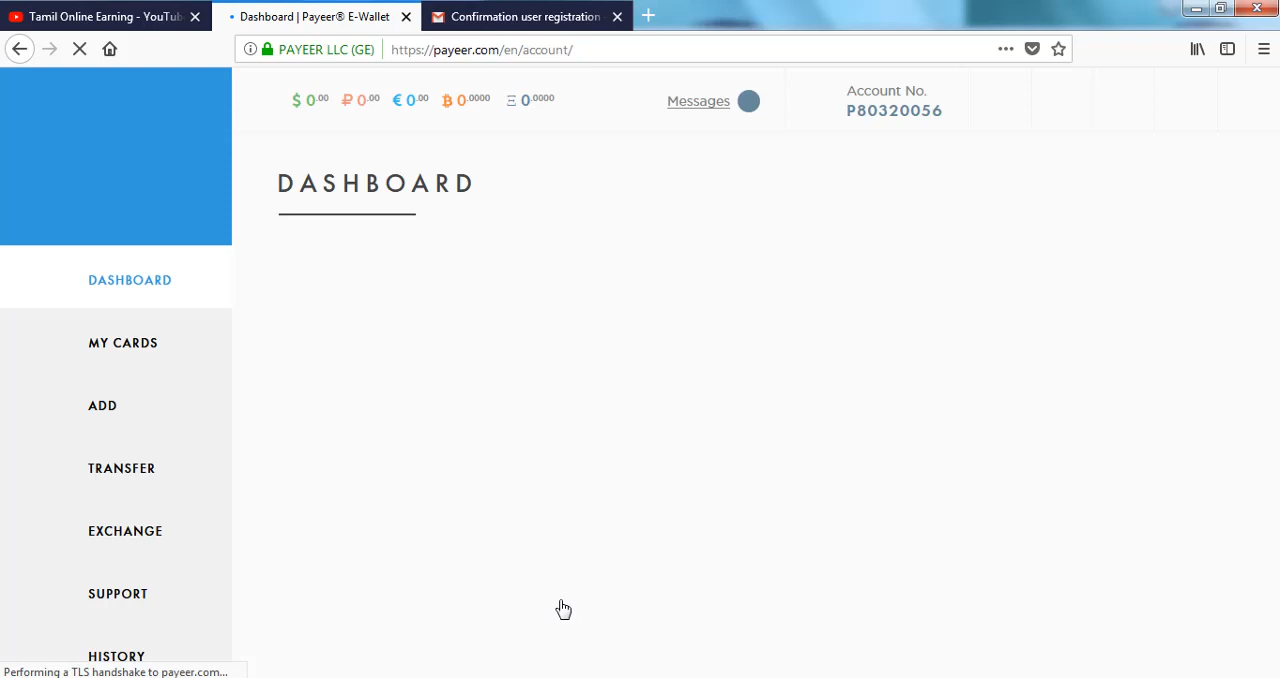 Tamil Online Earning - YouTub
Dashboard | Payeer® E-Wallet
Confirmation user registration
PAYEER LLC (GE)
https://payeer.com/en/account/
$ 0.00 ₽ 0.00 € 0.00 ₿ 0.0000 Ξ 0.0000
Messages
Account No.
P80320056
DASHBOARD
DASHBOARD
MY CARDS
ADD
TRANSFER
EXCHANGE
SUPPORT
HISTORY
Performing a TLS handshake to payeer.com...